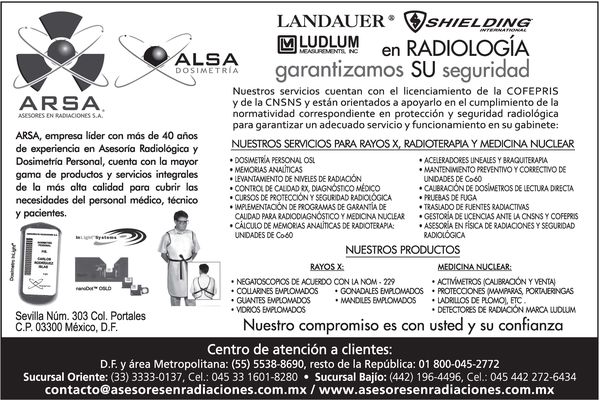 ARSA®
ASESORES EN RADIACIONES S.A.
ALSA
DOSIMETRÍA
LANDAUER®
SHIELDING
INTERNATIONAL
LUDLUM
MEASUREMENTS, INC
en RADIOLOGÍA
garantizamos SU seguridad
ARSA, empresa líder con más de 40 años
de experiencia en Asesoría Radiológica y
Dosimetría Personal, cuenta con la mayor
gama de productos y servicios integrales
de la más alta calidad para cubrir las
necesidades del personal médico, técnico
y pacientes.
Dosímetro InLight®
CARLOS
RODRÍGUEZ
ISLAS
InLight Systems
nanoDot™ OSLD
Sevilla Núm. 303 Col. Portales
C.P. 03300 México, D.F.
Nuestros servicios cuentan con el licenciamiento de la COFEPRIS
y de la CNSNS y están orientados a apoyarlo en el cumplimiento de la
normatividad correspondiente en protección y seguridad radiológica
para garantizar un adecuado servicio y funcionamiento en su gabinete:
NUESTROS SERVICIOS PARA RAYOS X, RADIOTERAPIA Y MEDICINA NUCLEAR
• DOSIMETRÍA PERSONAL OSL
• MEMORIAS ANALÍTICAS
• LEVANTAMIENTO DE NIVELES DE RADIACIÓN
• CONTROL DE CALIDAD RX, DIAGNÓSTICO MÉDICO
• CURSOS DE PROTECCIÓN Y SEGURIDAD RADIOLÓGICA
• IMPLEMENTACIÓN DE PROGRAMAS DE GARANTÍA DE
CALIDAD PARA RADIODIAGNÓSTICO Y MEDICINA NUCLEAR
• CÁLCULO DE MEMORIAS ANALÍTICAS DE RADIOTERAPIA:
UNIDADES DE Co60
• ACELERADORES LINEALES Y BRAQUITERAPIA
• MANTENIMIENTO PREVENTIVO Y CORRECTIVO DE
UNIDADES DE Co60
• CALIBRACIÓN DE DOSÍMETROS DE LECTURA DIRECTA
• PRUEBAS DE FUGA
• TRASLADO DE FUENTES RADIACTIVAS
• GESTORÍA DE LICENCIAS ANTE LA CNSNS Y COFEPRIS
• ASESORÍA EN FÍSICA DE RADIACIONES Y SEGURIDAD
RADIOLÓGICA
NUESTROS PRODUCTOS
RAYOS X:
• NEGATOSCOPIOS DE ACUERDO CON LA NOM - 229
• COLLARINES EMPLOMADOS • GONADALES EMPLOMADOS
• GUANTES EMPLOMADOS • MANDILES EMPLOMADOS
• VIDRIOS EMPLOMADOS
MEDICINA NUCLEAR:
• ACTIVÍMETROS (CALIBRACIÓN Y VENTA)
• PROTECCIONES (MAMPARAS, PORTAJERINGAS
• LADRILLOS DE PLOMO), ETC .
• DETECTORES DE RADIACIÓN MARCA LUDLUM
Nuestro compromiso es con usted y su confianza
Centro de atención a clientes:
D.F. y área Metropolitana: (55) 5538-8690, resto de la República: 01 800-045-2772
Sucursal Oriente: (33) 3333-0137, Cel.: 045 33 1601-8280 • Sucursal Bajío: (442) 196-4496, Cel.: 045 442 272-6434
contacto@asesoresenradiaciones.com.mx / www.asesoresenradiaciones.com.mx